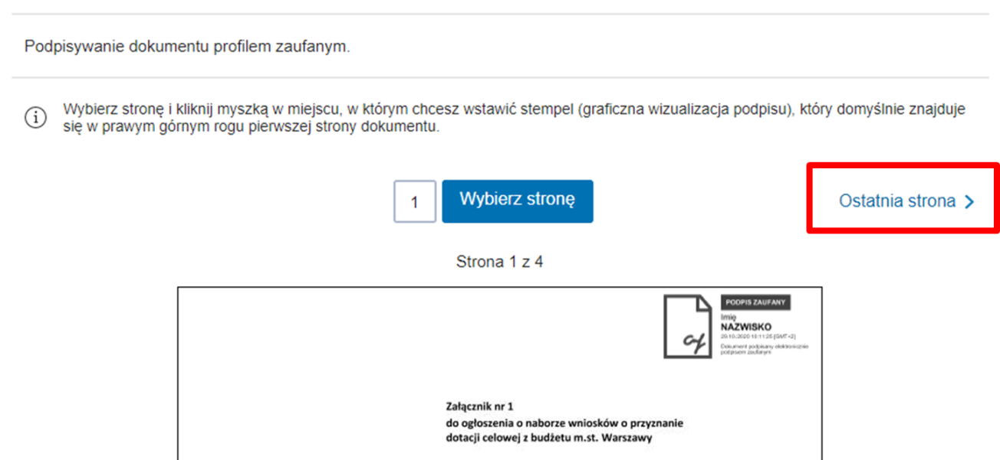 Podpisywanie dokumentu profilem zaufanym.
Wybierz stronę i kliknij myszką w miejscu, w którym chcesz wstawić stempel (graficzna wizualizacja podpisu), który domyślnie znajduje
się w prawym górnym rogu pierwszej strony dokumentu.
1 Wybierz stronę
Ostatnia strona >
Strona 1 z 4
PODPIS ZAUFANY
Imię
NAZWISKO
29.10.2020 10:11:25 [GMT+2]
Dokument podpisany elektronicznie
podpisem zaufanym
Załącznik nr 1
do ogłoszenia o naborze wniosków o przyznanie
dotacji celowej z budżetu m.st. Warszawy